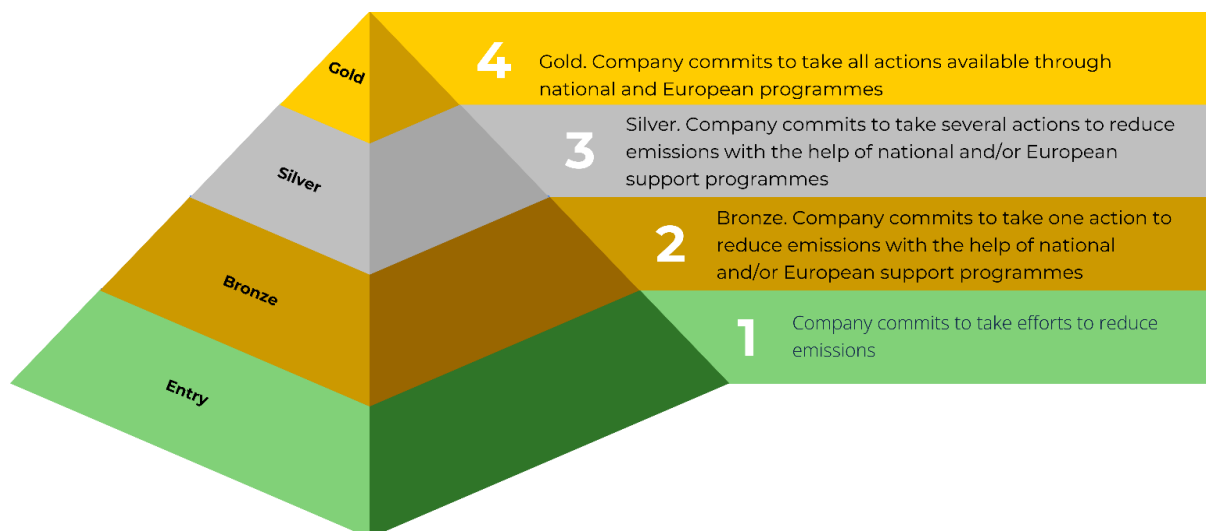 Gold
4
Gold. Company commits to take all actions available through
national and European programmes
Silver
3
Silver. Company commits to take several actions to reduce
emissions with the help of national and/or European
support programmes
Bronze
2
Bronze. Company commits to take one action to
reduce emissions with the help of national
and/or European support programmes
Entry
1
Company commits to take efforts to reduce
emissions